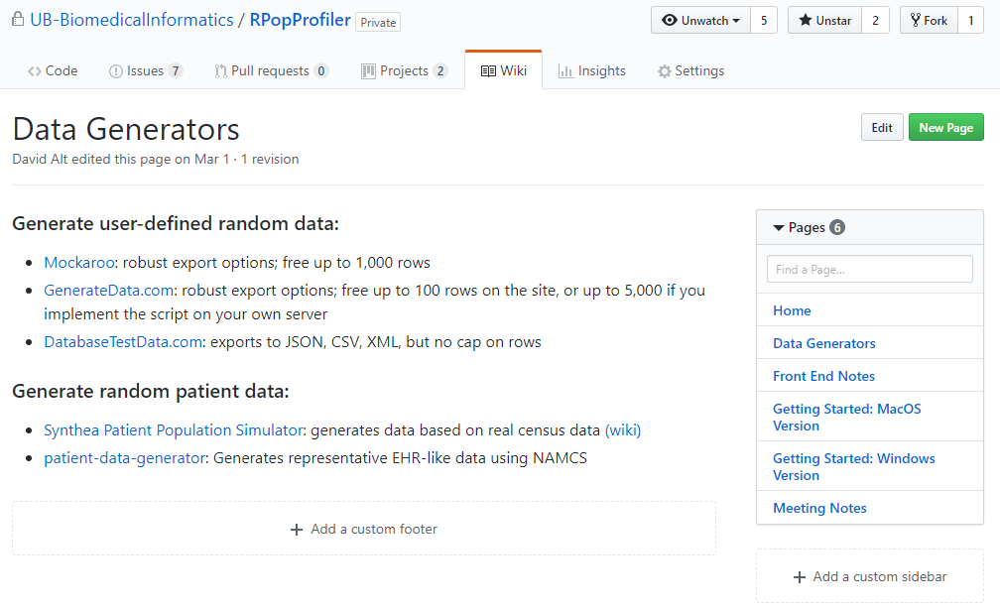 UB-BiomedicalInformatics / RPopProfiler Private
Unwatch 5
Unstar 2
Fork 1
Code
Issues 7
Pull requests 0
Projects 2
Wiki
Insights
Settings
Data Generators
Edit
New Page
David Alt edited this page on Mar 1 · 1 revision
Generate user-defined random data:
Mockaroo: robust export options; free up to 1,000 rows
GenerateData.com: robust export options; free up to 100 rows on the site, or up to 5,000 if you
implement the script on your own server
DatabaseTestData.com: exports to JSON, CSV, XML, but no cap on rows
Generate random patient data:
Synthea Patient Population Simulator: generates data based on real census data (wiki)
patient-data-generator: Generates representative EHR-like data using NAMCS
Add a custom footer
Pages 6
Find a Page...
Home
Data Generators
Front End Notes
Getting Started: MacOS
Version
Getting Started: Windows
Version
Meeting Notes
Add a custom sidebar